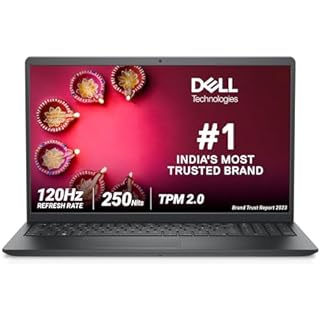 DELL
Technologies
#1
INDIA'S MOST
TRUSTED BRAND
120Hz
REFRESH RATE
250Nits
TPM 2.0
Brand Trust Report 2023